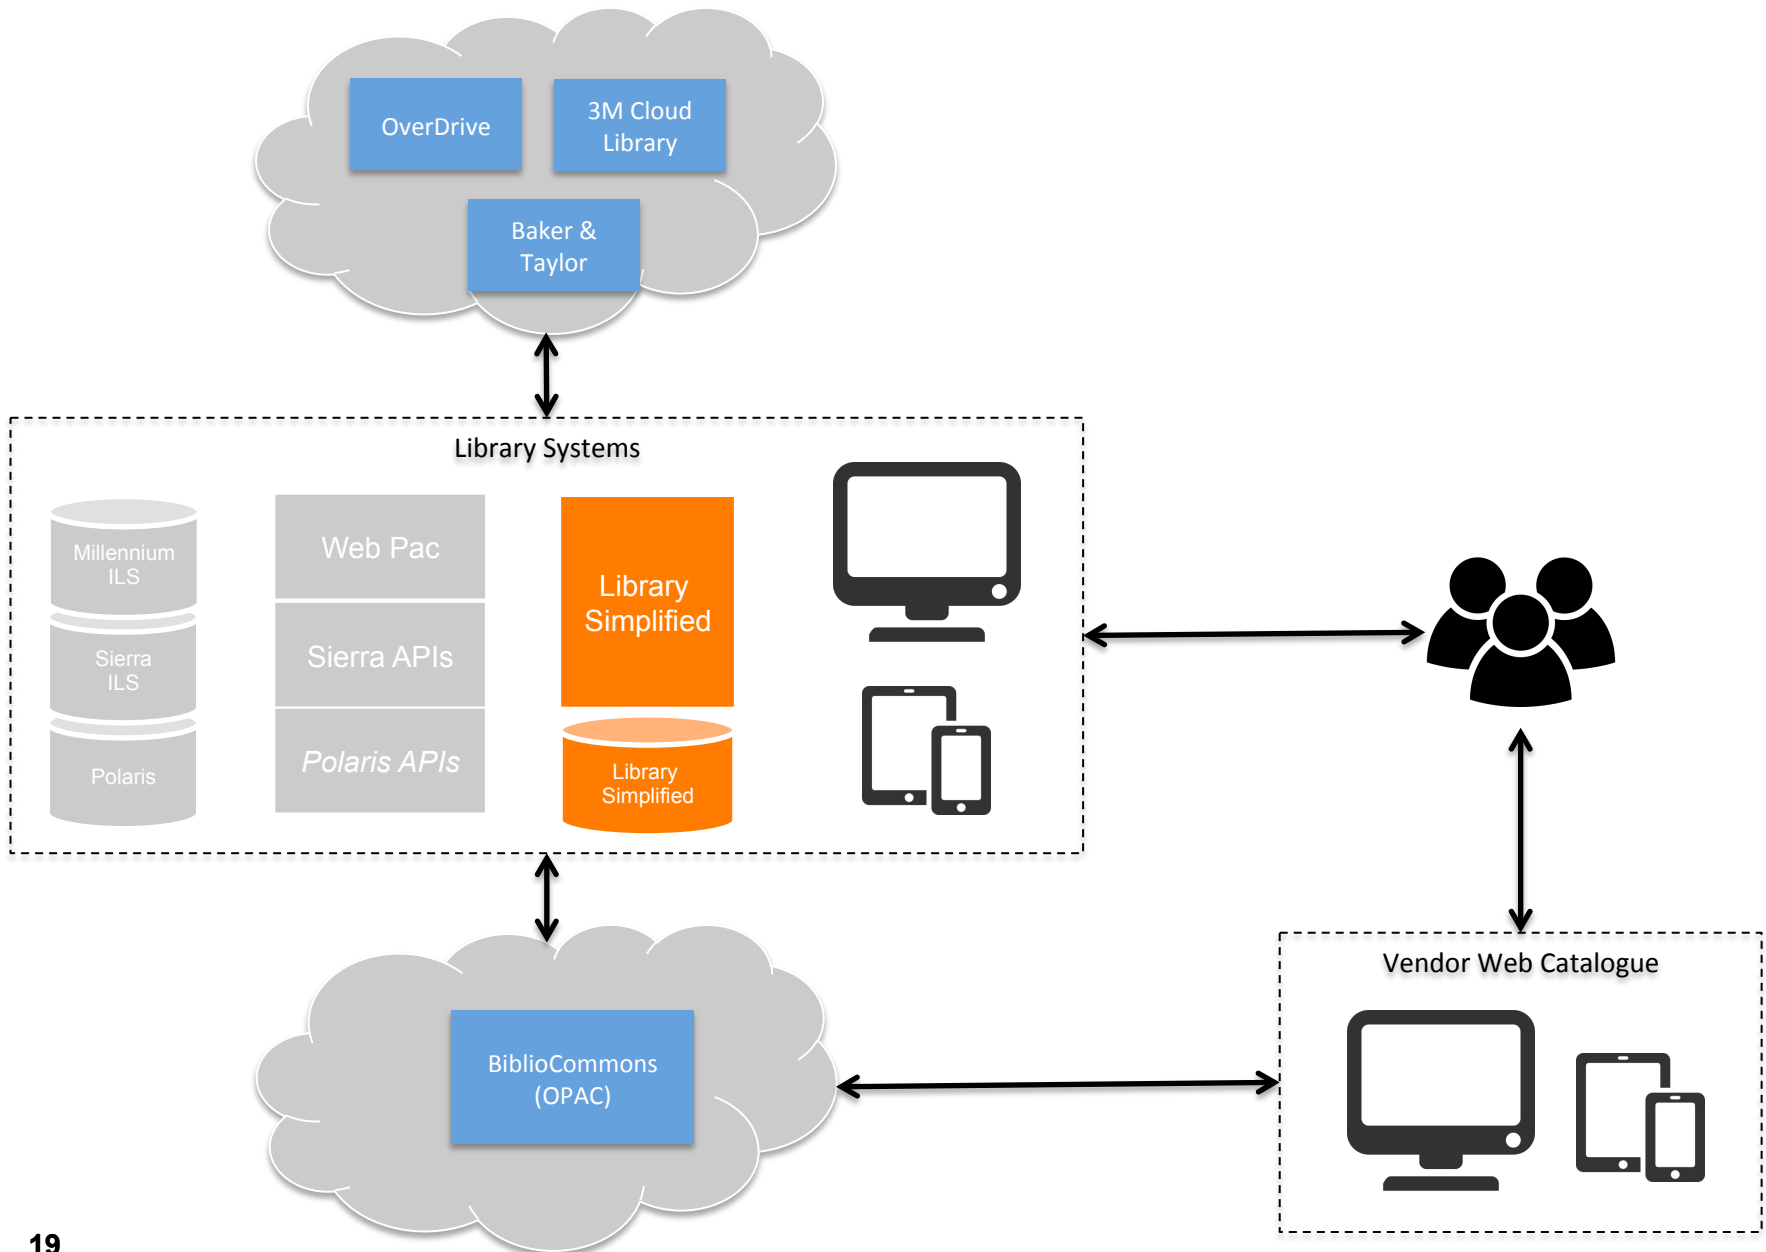 OverDrive
3M Cloud
Library
Baker &
Taylor
Library Systems
Millennium
ILS
Sierra
ILS
Polaris
Web Pac
Sierra APIs
Polaris APIs
Library
Simplified
Library
Simplified
BiblioCommons
(OPAC)
Vendor Web Catalogue
19